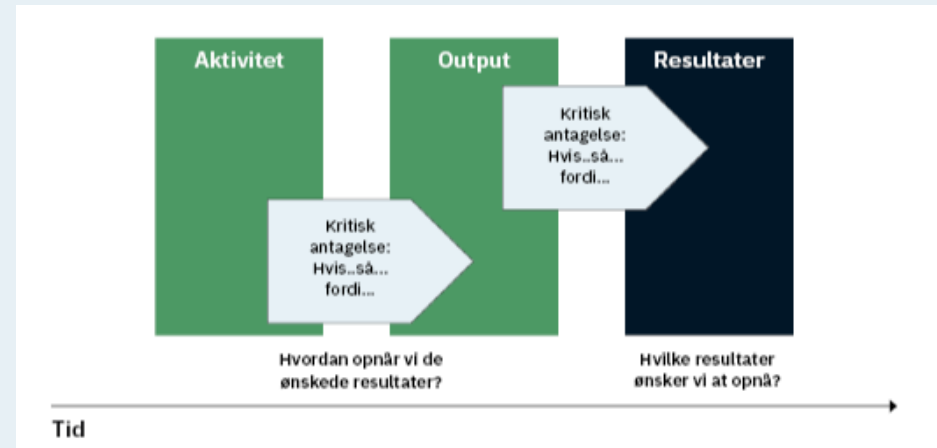 Aktivitet
Output
Resultater
Kritisk
antagelse:
Hvis...så...
fordi...
Kritisk
antagelse:
Hvis...så...
fordi...
Hvordan opnår vi de
ønskede resultater?
Hvilke resultater
ønsker vi at opnå?
Tid